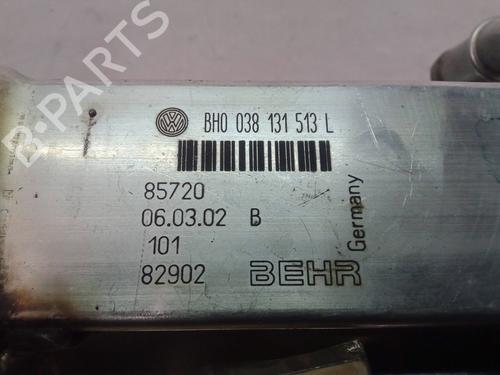 BH0 038 131 513 L
85720
06.03.02 B
101
82902
BEHR
Germany
B-PARTS